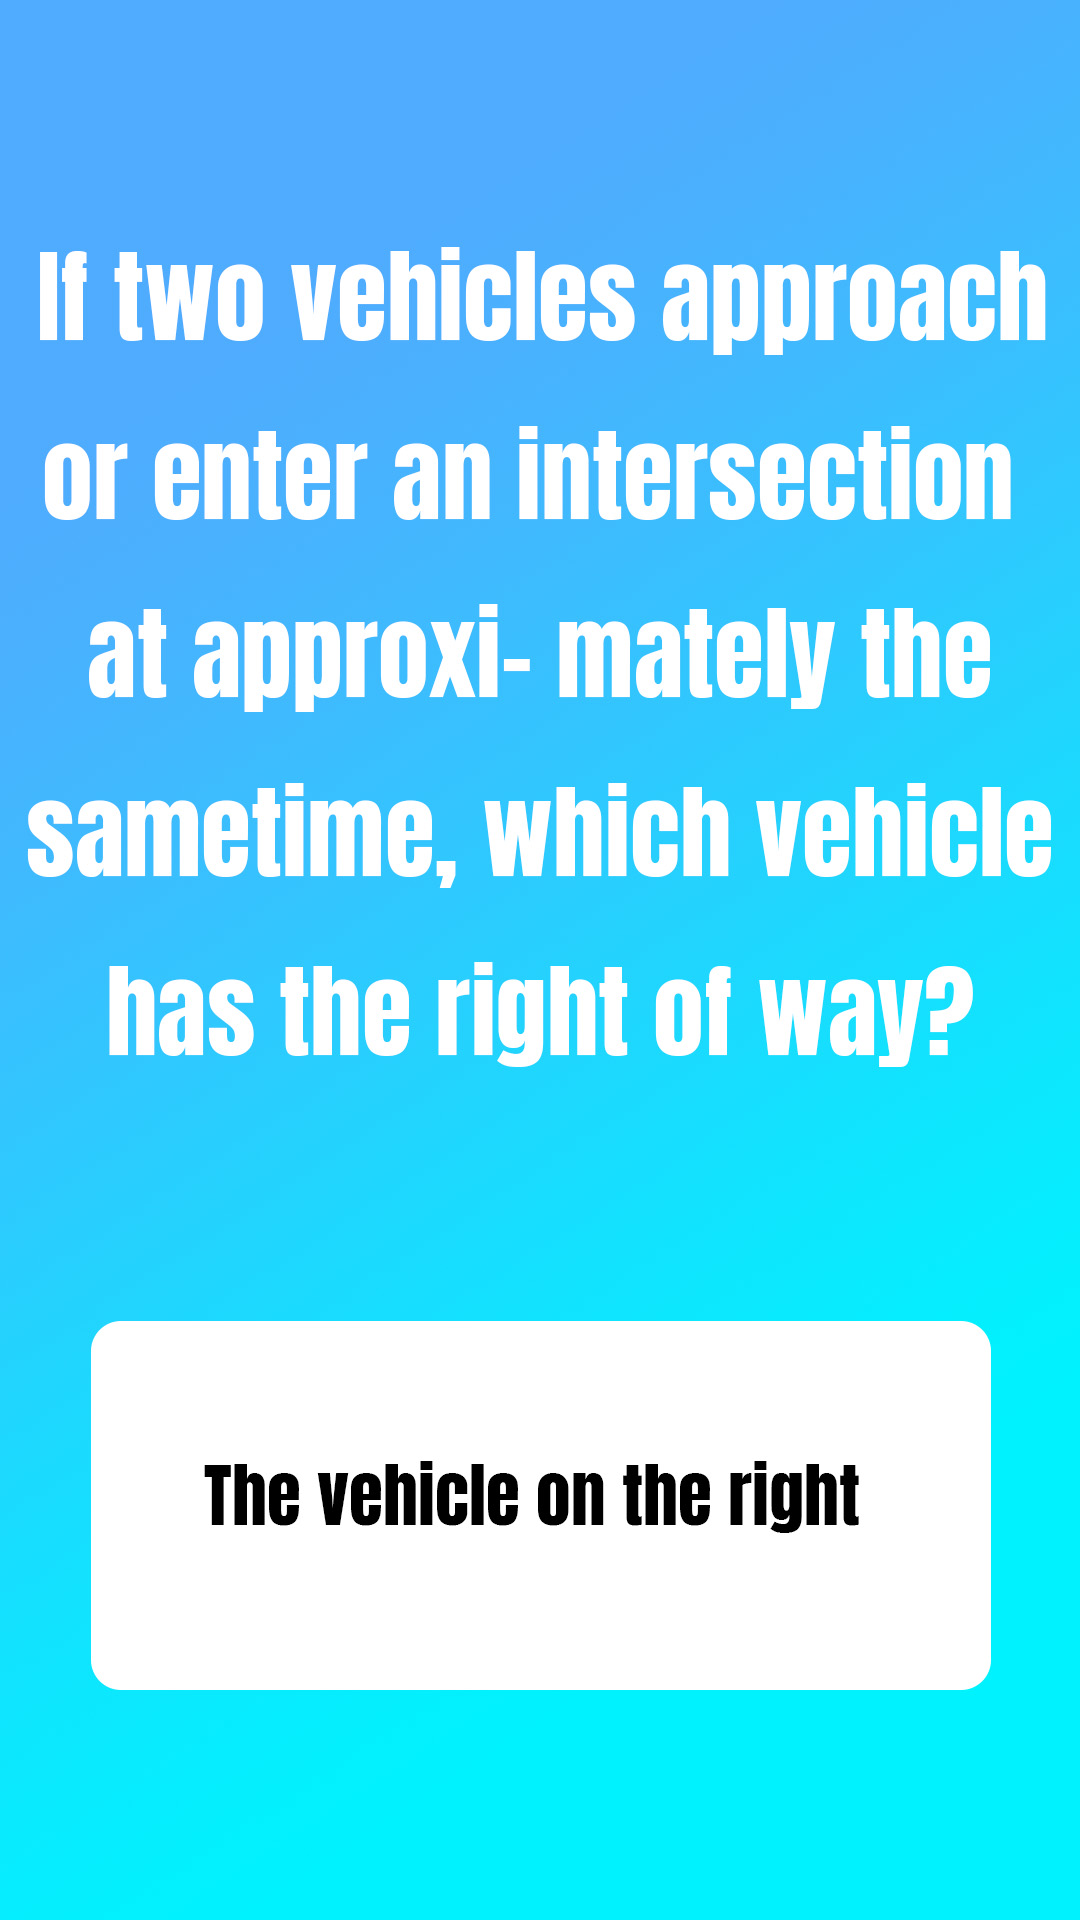 If two vehicles approach
or enter an intersection
at approxi- mately the
sametime, which vehicle
has the right of way?
The vehicle on the right